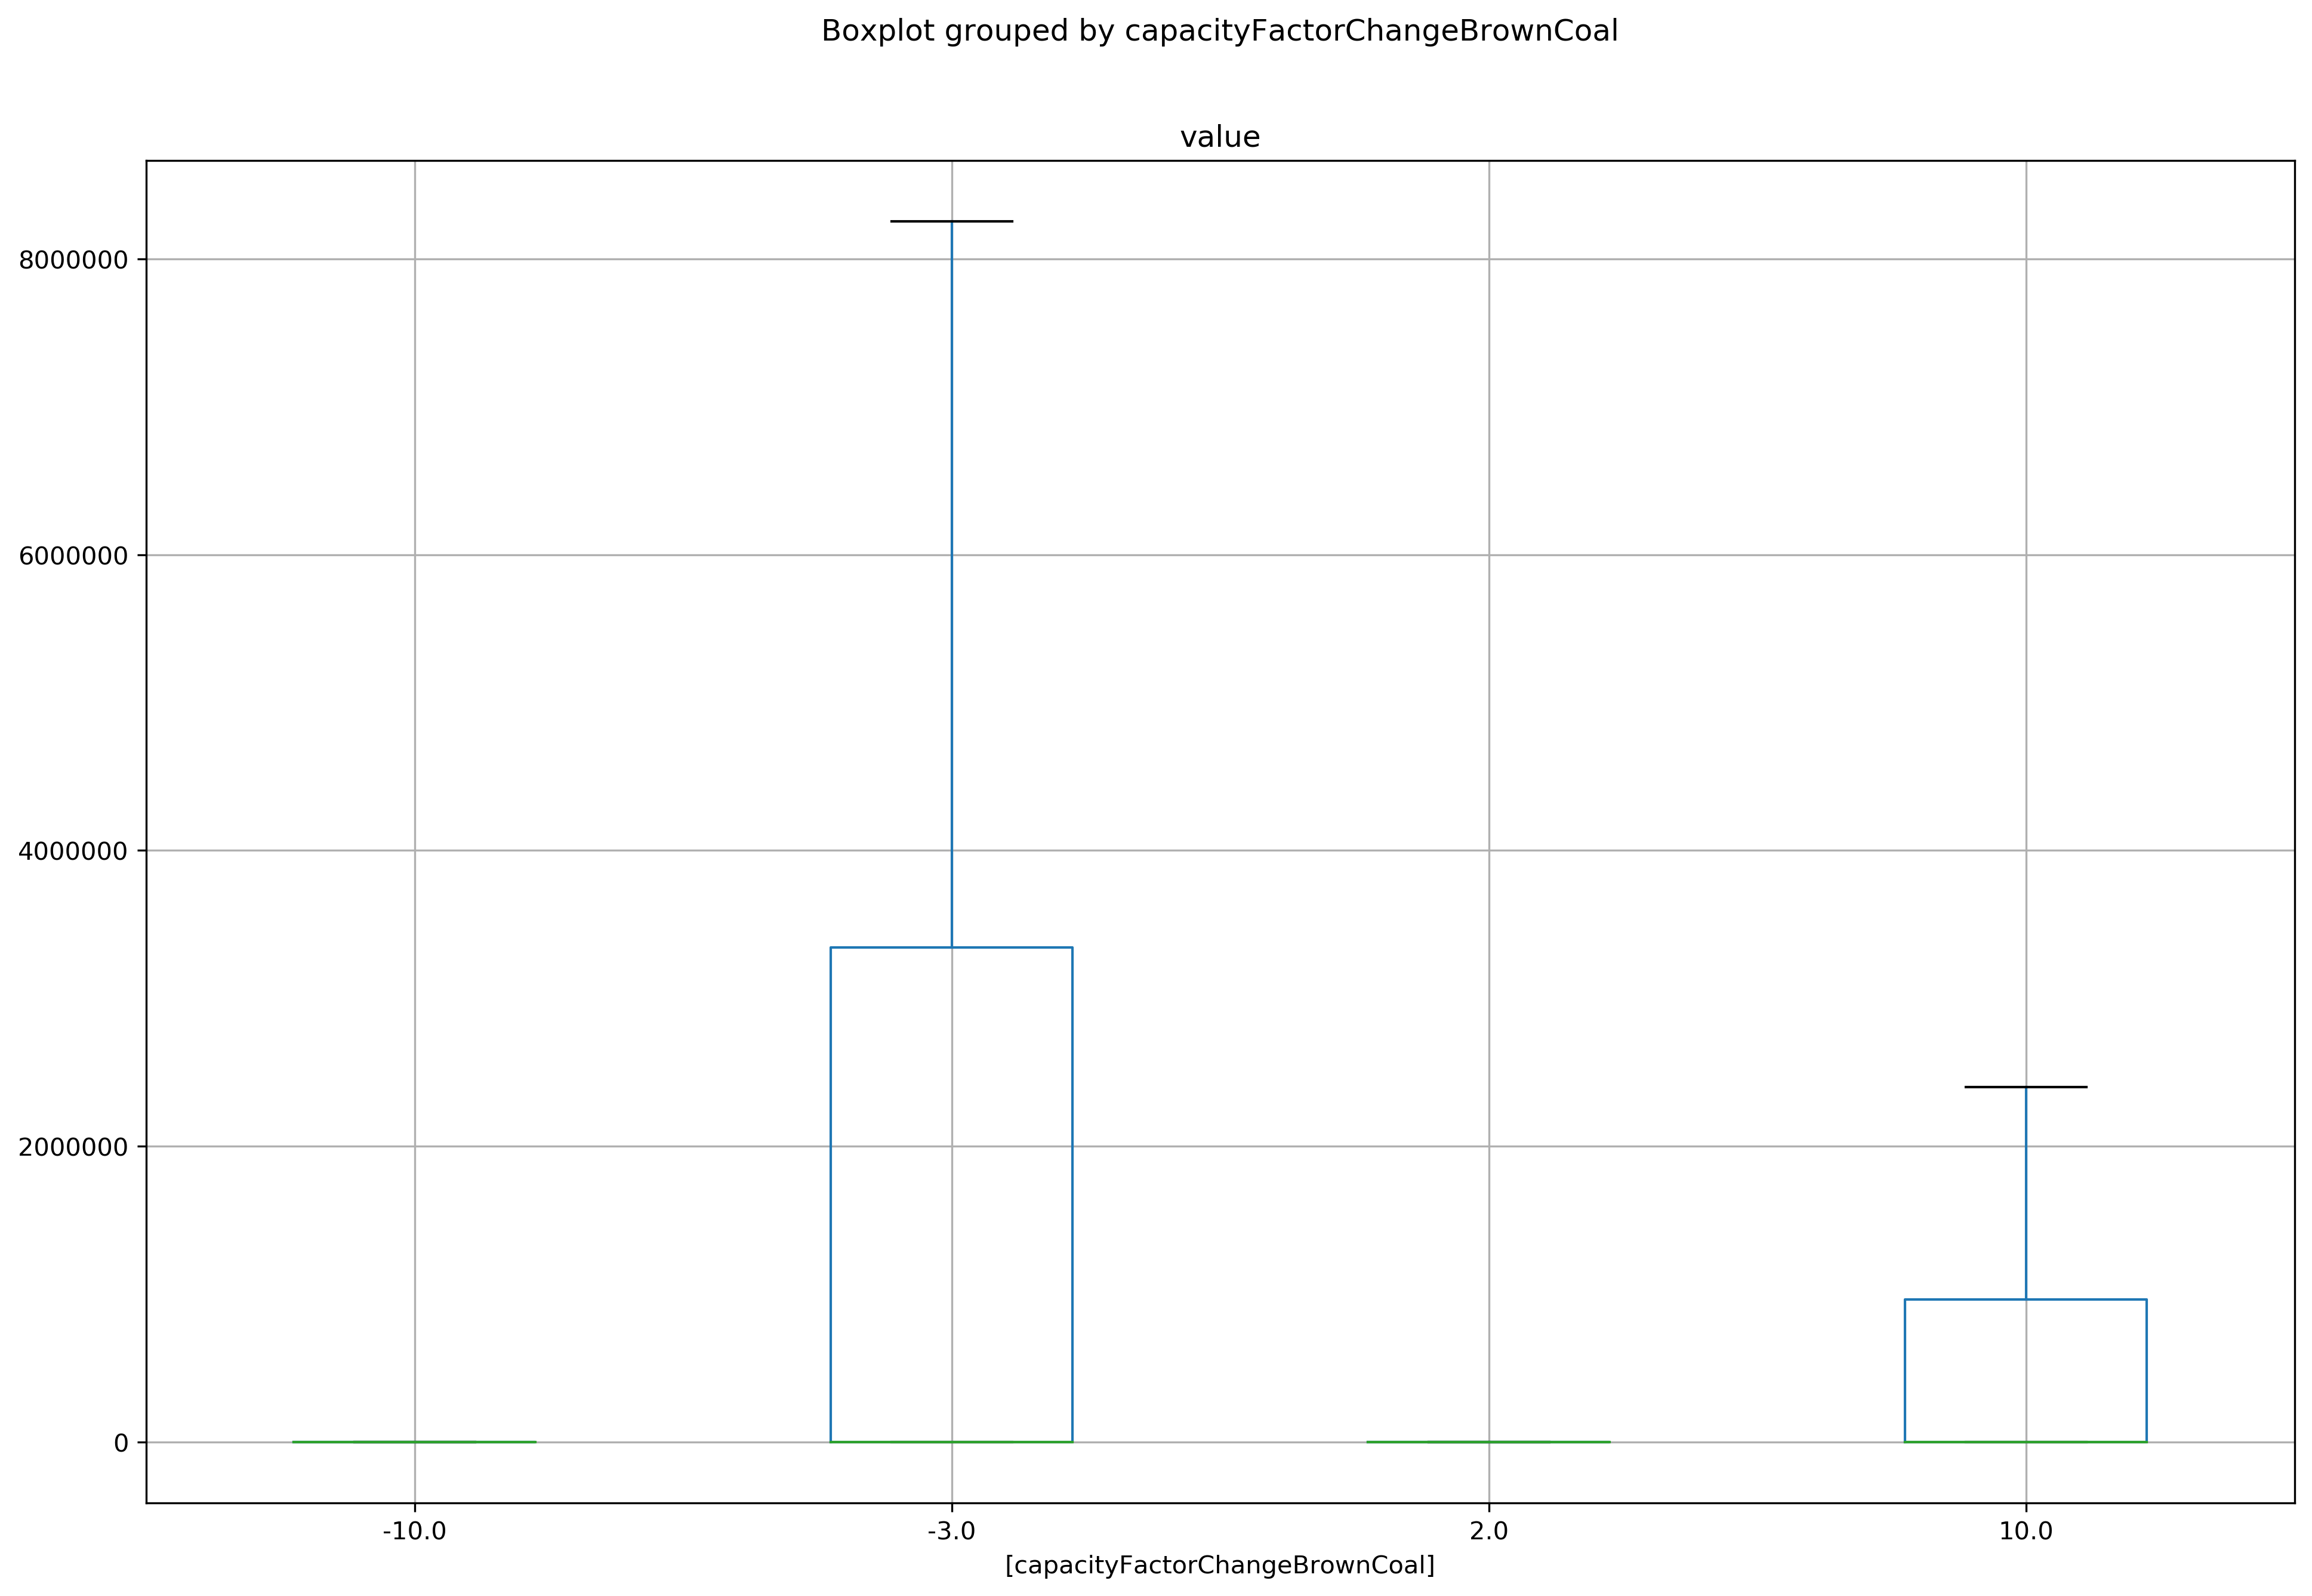 Boxplot grouped by capacityFactorChangeBrownCoal
value
8000000
6000000
4000000
2000000
0
-10.0 -3.0 2.0 10.0
[capacityFactorChangeBrownCoal]